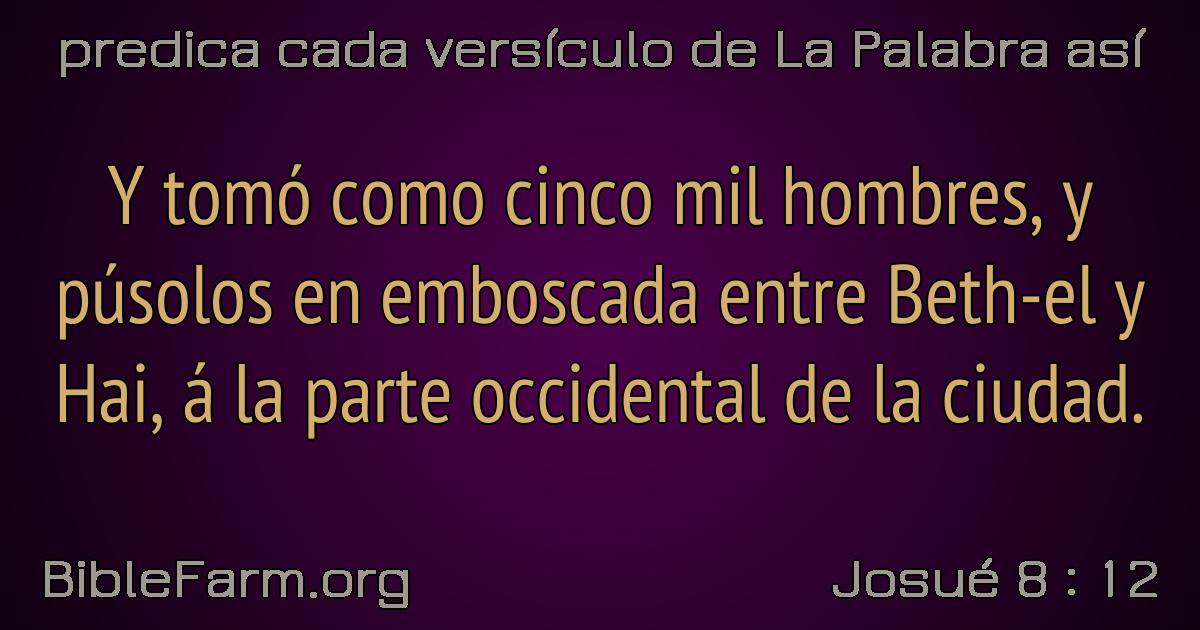 predica cada versículo de La Palabra así
Y tomó como cinco mil hombres, y
púsolos en emboscada entre Beth-el y
Hai, á la parte occidental de la ciudad.
BibleFarm.org
Josué 8 : 12